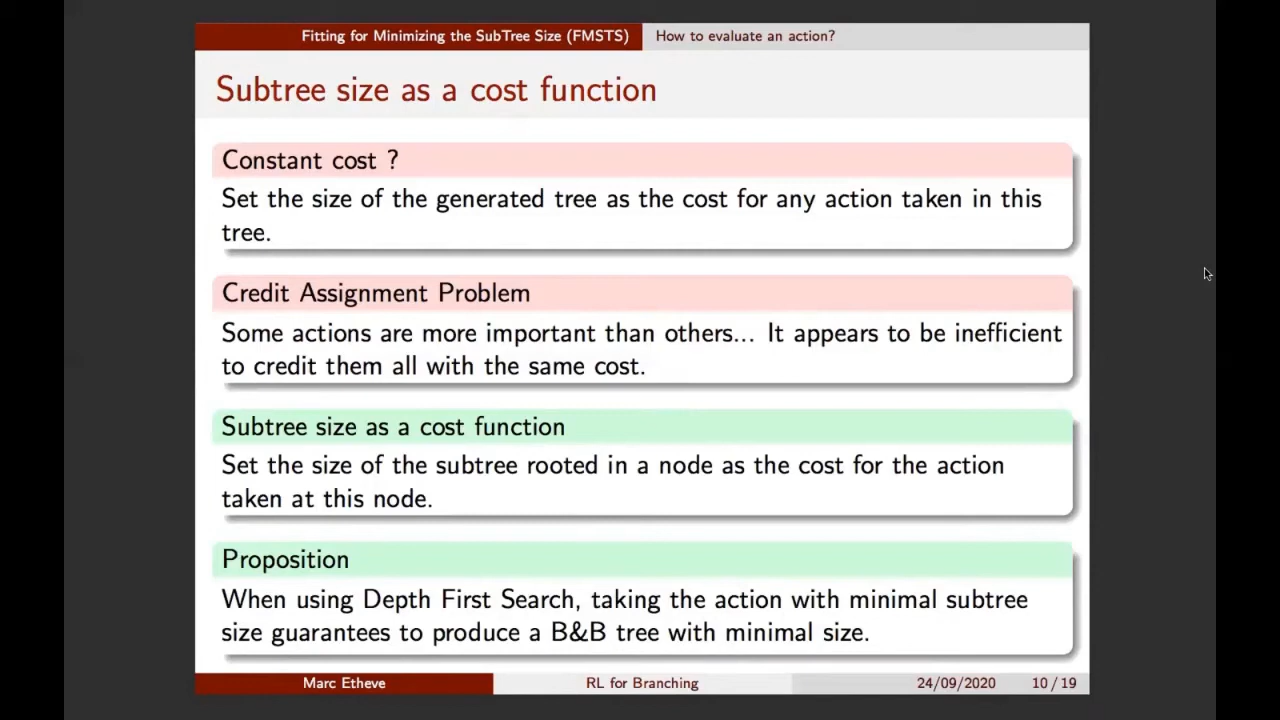 Fitting for Minimizing the SubTree Size (FMSTS) How to evaluate an action?
Subtree size as a cost function
Constant cost ?
Set the size of the generated tree as the cost for any action taken in this
tree.
Credit Assignment Problem
Some actions are more important than others... It appears to be inefficient
to credit them all with the same cost.
Subtree size as a cost function
Set the size of the subtree rooted in a node as the cost for the action
taken at this node.
Proposition
When using Depth First Search, taking the action with minimal subtree
size guarantees to produce a B&B tree with minimal size.
Marc Etheve RL for Branching 24/09/2020 10 / 19